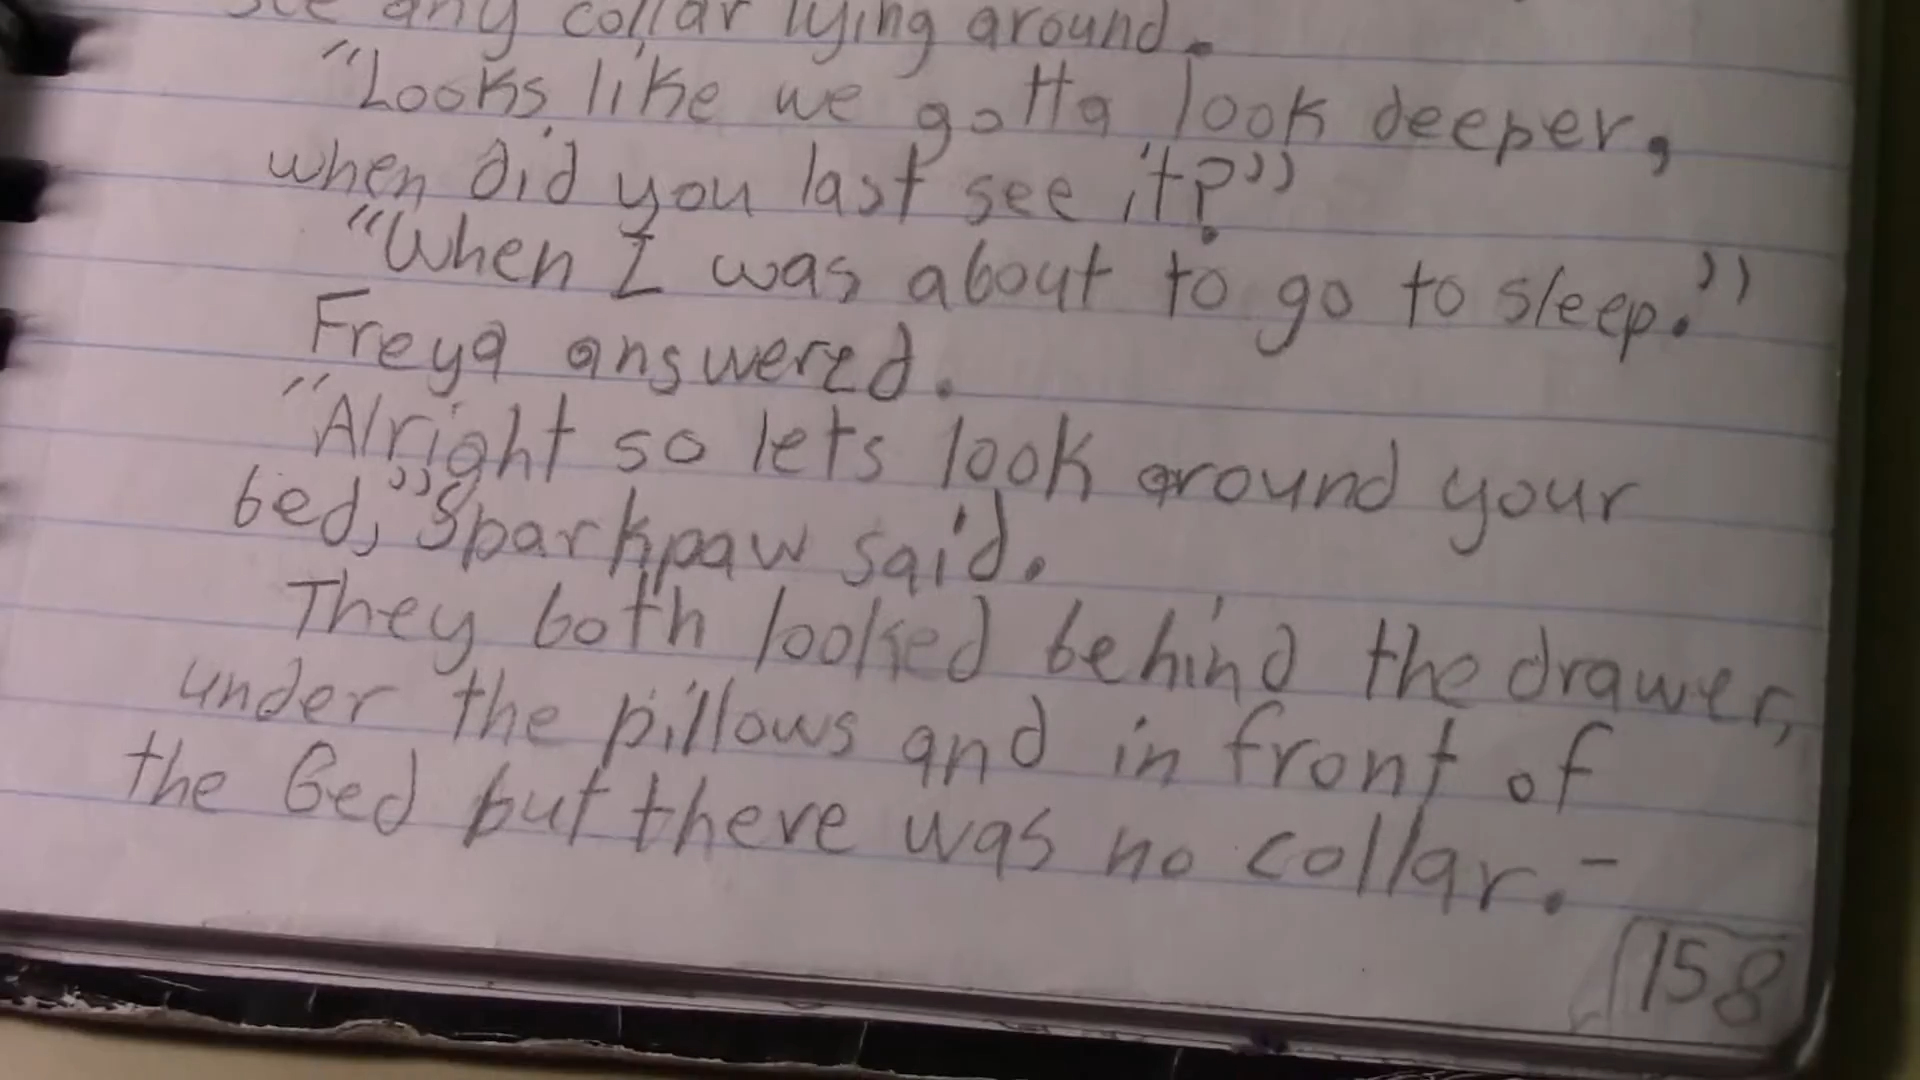 see any collar lying around.
"Looks like we gotta look deeper,
when did you last see it?"
"When I was about to go to sleep."
Freya answered.
"Alright so lets look around your
bed," Sparkpaw said.
They both looked behind the drawer,
under the pillows and in front of
the bed but there was no collar.-
158